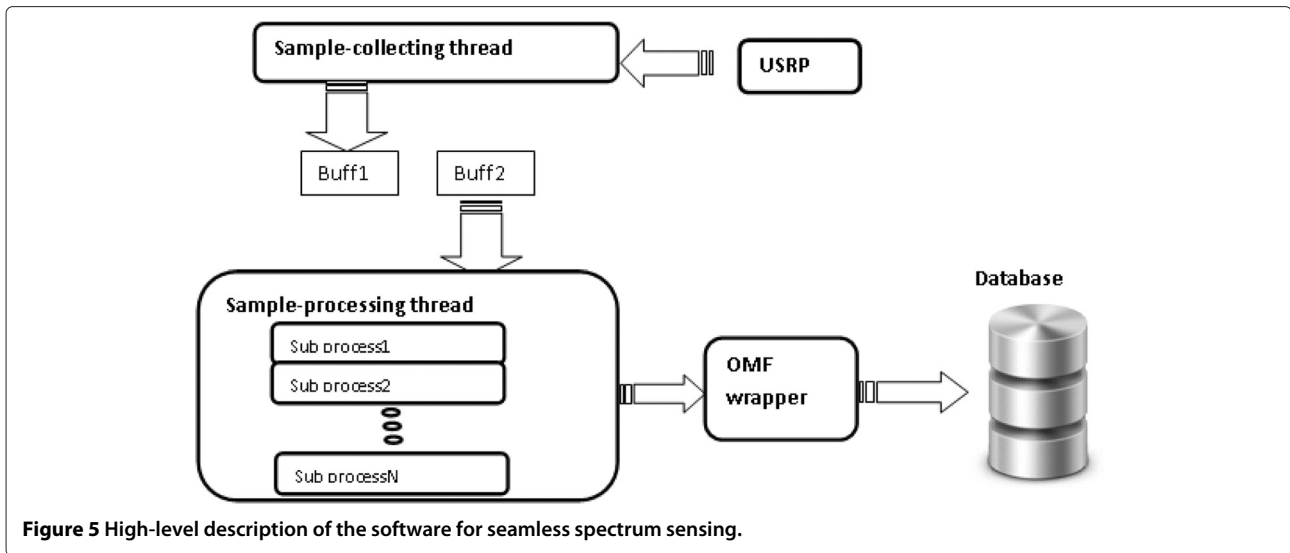 Sample-collecting thread
USRP
Buff1
Buff2
Sample-processing thread
Sub process1
Sub process2
Sub processN
OMF
wrapper
Database
Figure 5 High-level description of the software for seamless spectrum sensing.